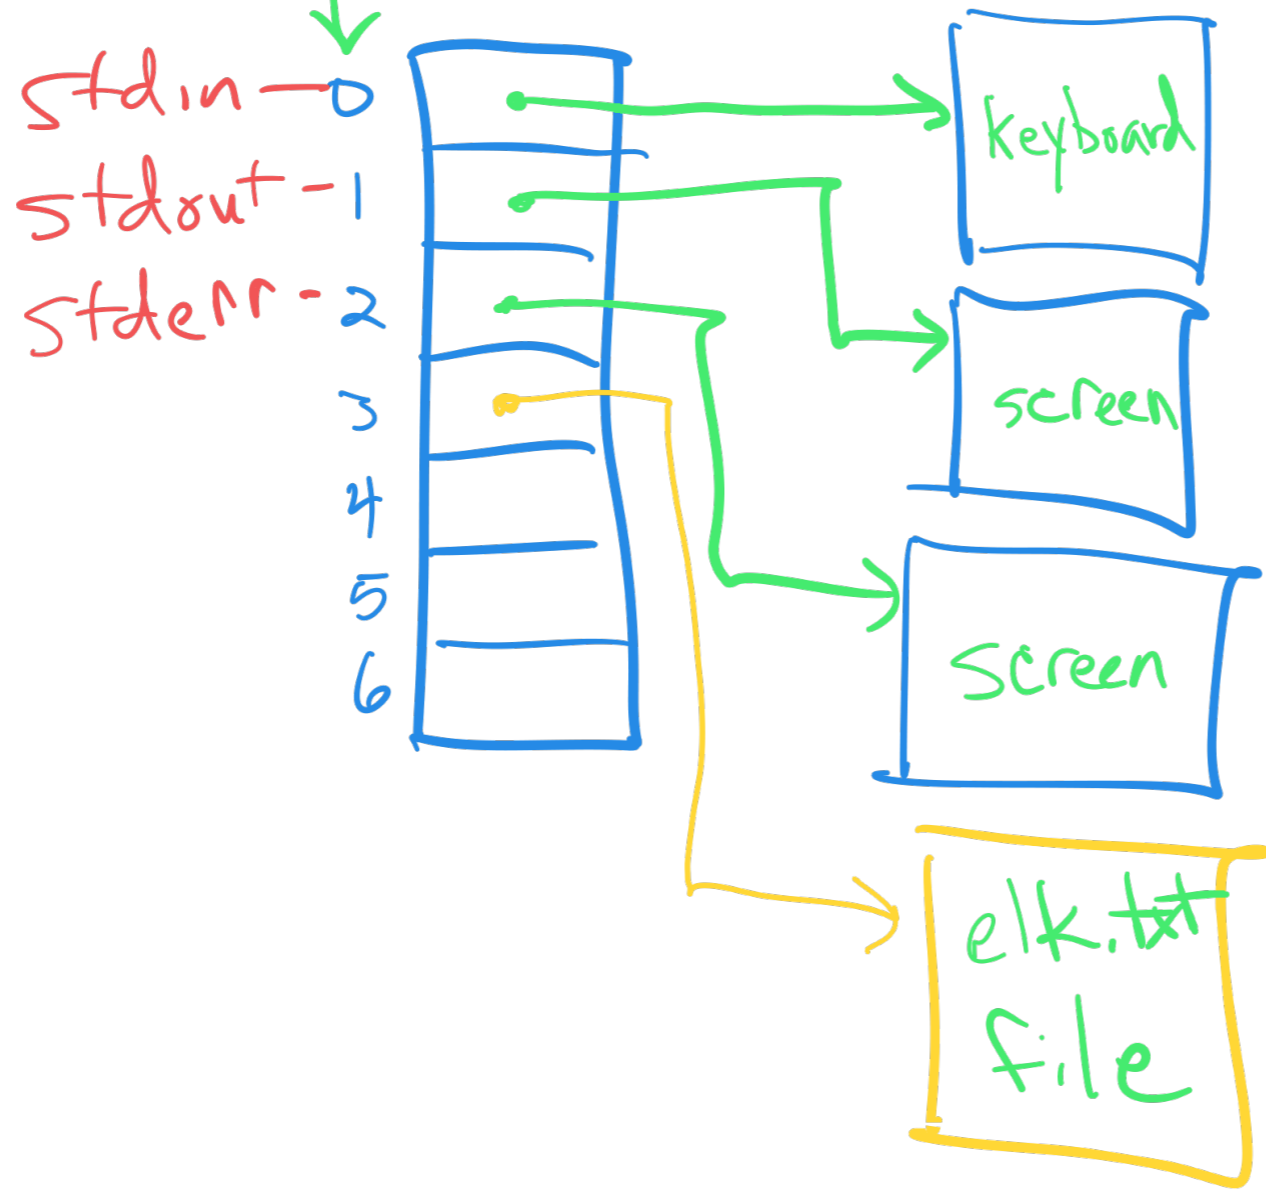 stdin - 0
stdout - 1
stderr - 2
3
4
5
6
keyboard
screen
screen
elk.txt
file